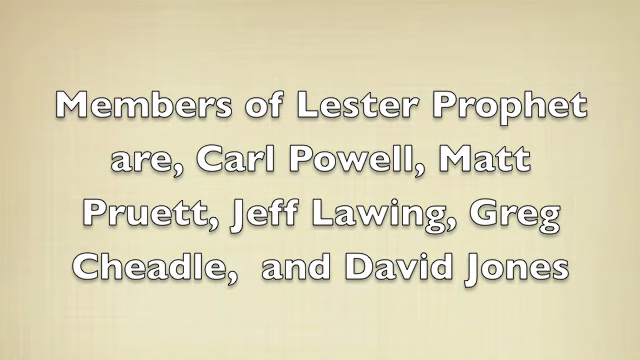 Members of Lester Prophet
are, Carl Powell, Matt
Pruett, Jeff Lawing, Greg
Cheadle,  and David Jones